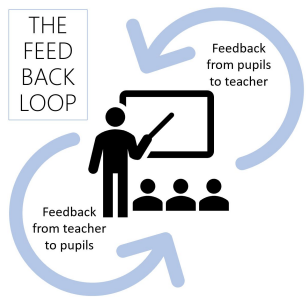 THE
FEED
BACK
LOOP
Feedback
from pupils
to teacher
Feedback
from teacher
to pupils